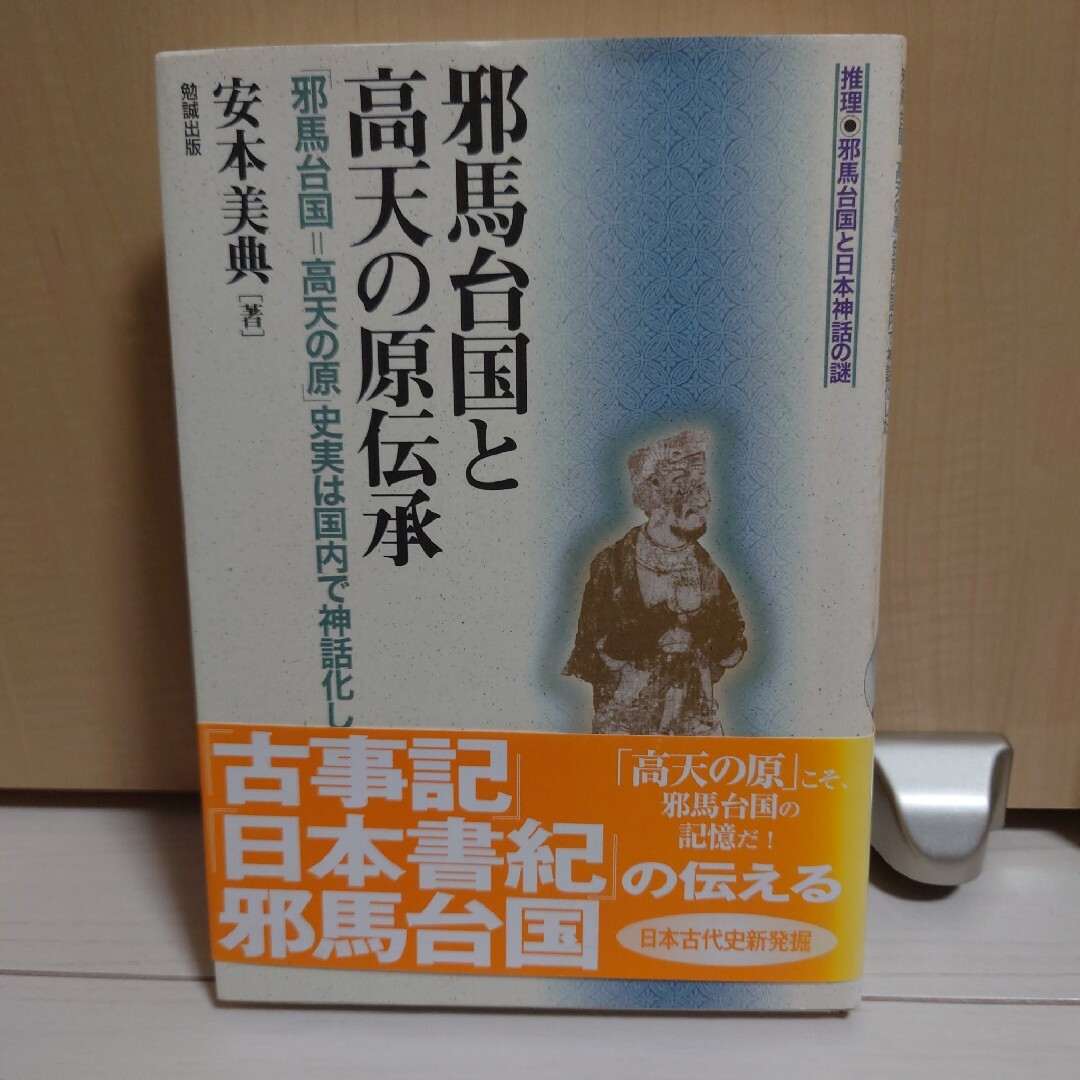 推理●邪馬台国と日本神話の謎
邪馬台国と
高天の原伝承
「邪馬台国＝高天の原」史実は国内で神話化し
安本美典[著]
勉誠出版
「高天の原」こそ、
邪馬台国の
記憶だ！
『古事記』
『日本書紀』の伝える
邪馬台国
日本古代史新発掘